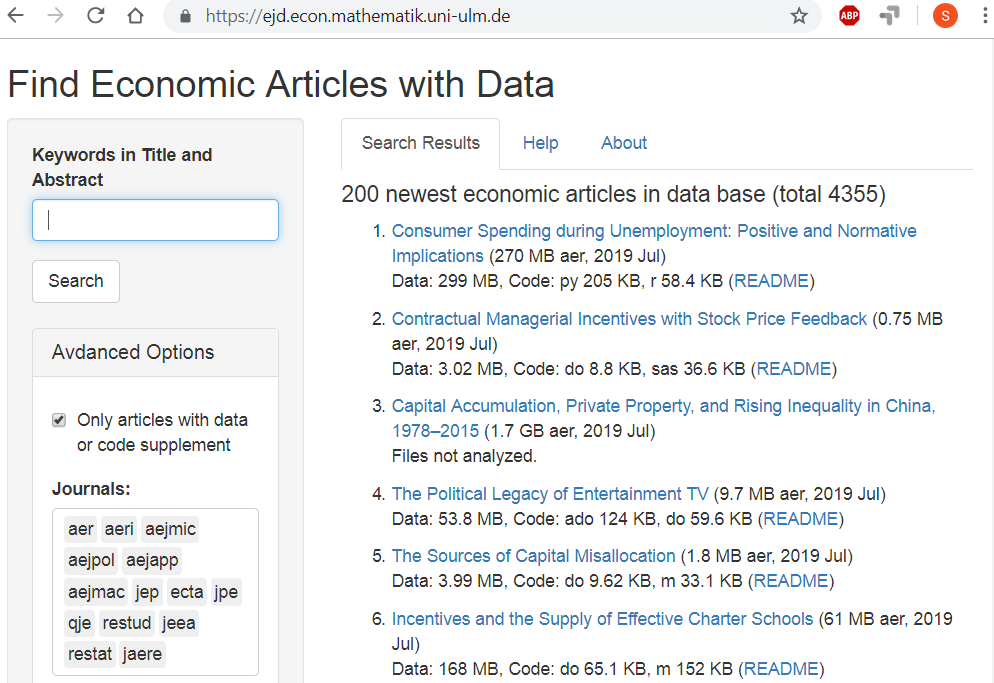 https://ejd.econ.mathematik.uni-ulm.de
ABP
S
Find Economic Articles with Data
Keywords in Title and
Abstract
Search
Avdanced Options
Only articles with data
or code supplement
Journals:
aer aeri aejmic
aejpol aejapp
aejmac jep ecta jpe
qje restud jeea
restat jaere
Search Results Help About
200 newest economic articles in data base (total 4355)
1. Consumer Spending during Unemployment: Positive and Normative
Implications (270 MB aer, 2019 Jul)
Data: 299 MB, Code: py 205 KB, r 58.4 KB (README)
2. Contractual Managerial Incentives with Stock Price Feedback (0.75 MB
aer, 2019 Jul)
Data: 3.02 MB, Code: do 8.8 KB, sas 36.6 KB (README)
3. Capital Accumulation, Private Property, and Rising Inequality in China,
1978–2015 (1.7 GB aer, 2019 Jul)
Files not analyzed.
4. The Political Legacy of Entertainment TV (9.7 MB aer, 2019 Jul)
Data: 53.8 MB, Code: ado 124 KB, do 59.6 KB (README)
5. The Sources of Capital Misallocation (1.8 MB aer, 2019 Jul)
Data: 3.99 MB, Code: do 9.62 KB, m 33.1 KB (README)
6. Incentives and the Supply of Effective Charter Schools (61 MB aer, 2019
Jul)
Data: 168 MB, Code: do 65.1 KB, m 152 KB (README)